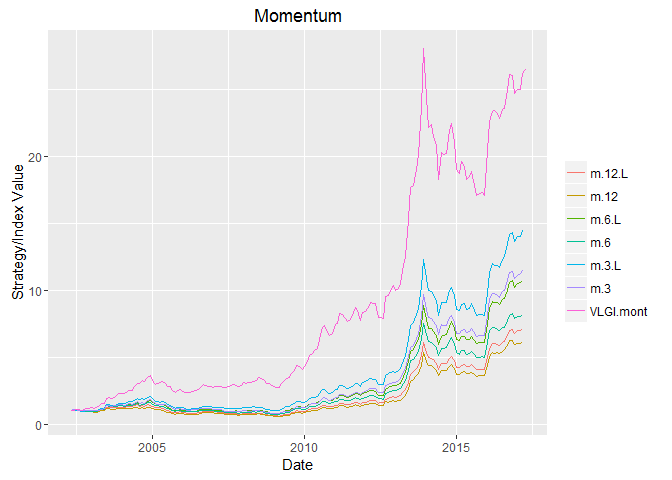 Momentum
Strategy/Index Value
20
10
0
2005
2010
2015
Date
m.12.L
m.12
m.6.L
m.6
m.3.L
m.3
VLGI.mont